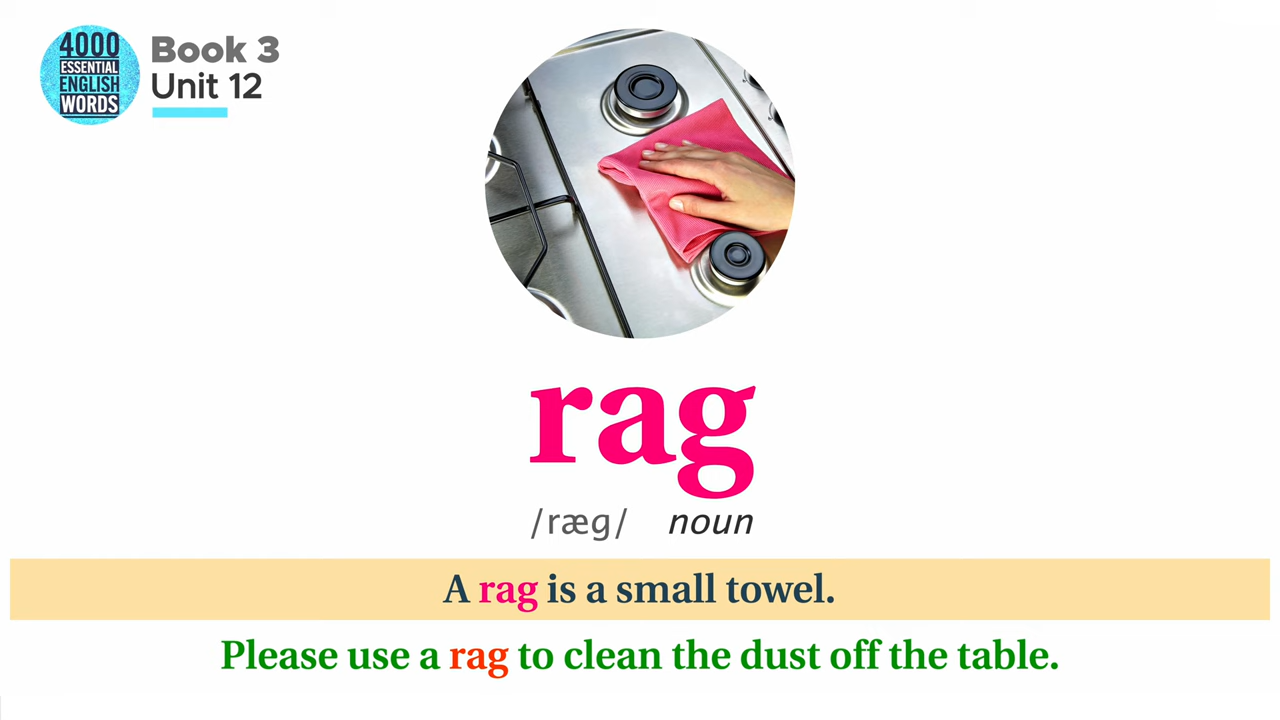 4000
ESSENTIAL
ENGLISH
WORDS
Book 3
Unit 12
rag
/ræg/ noun
A rag is a small towel.
Please use a rag to clean the dust off the table.